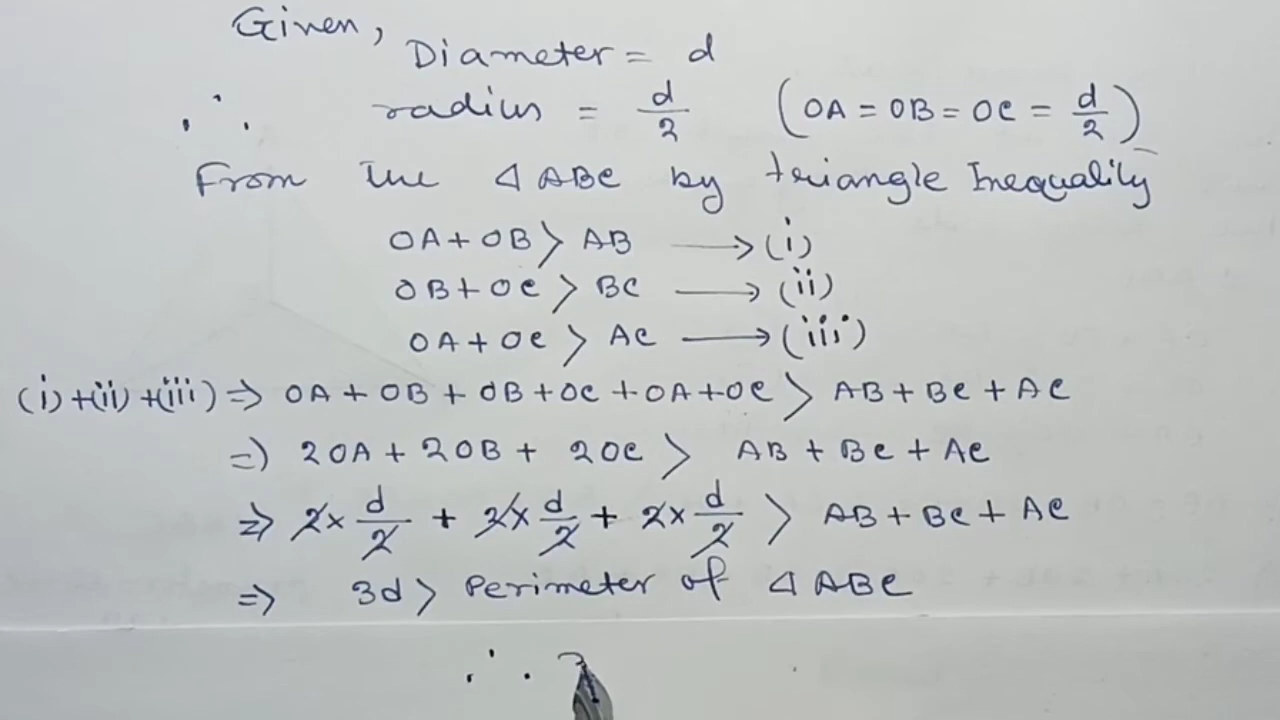 Given,
Diameter = d
∴ radius = d/2 (OA = OB = OC = d/2)
From the △ABC by triangle Inequality
OA + OB > AB ⟶ (i)
OB + OC > BC ⟶ (ii)
OA + OC > AC ⟶ (iii)
(i)+(ii)+(iii) ⇒ OA + OB + OB + OC + OA + OC > AB + BC + AC
⇒ 2OA + 2OB + 2OC > AB + BC + AC
⇒ 2 × d/2 + 2 × d/2 + 2 × d/2 > AB + BC + AC
⇒ 3d > Perimeter of △ABC
∴